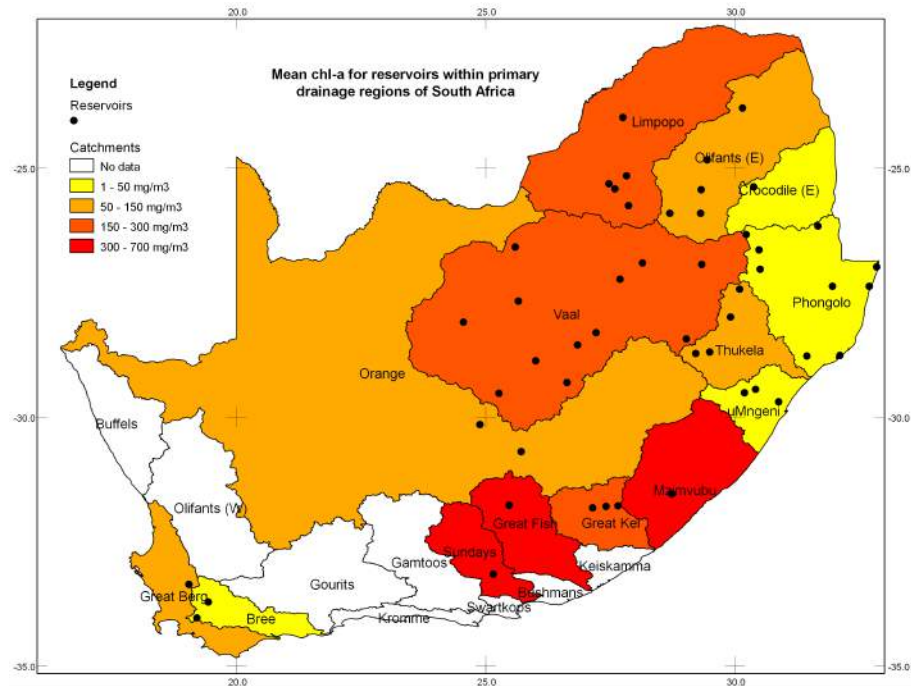 20.0
25.0
30.0
Mean chl-a for reservoirs within primary
drainage regions of South Africa
Legend
Reservoirs
Catchments
No data
1 - 50 mg/m3
50 - 150 mg/m3
150 - 300 mg/m3
300 - 700 mg/m3
-25.0
-25.0
Limpopo
Olifants (E)
Crocodile (E)
Phongolo
Vaal
Thukela
Orange
-30.0
-30.0
uMngeni
Buffels
Olifants (W)
Mzimvubu
Great Fish
Great Kei
Sundays
Gamtoos
Keiskamma
Gourits
Bushmans
Great Berg
Swartkops
Bree
Kromme
-35.0
-35.0
20.0
25.0
30.0